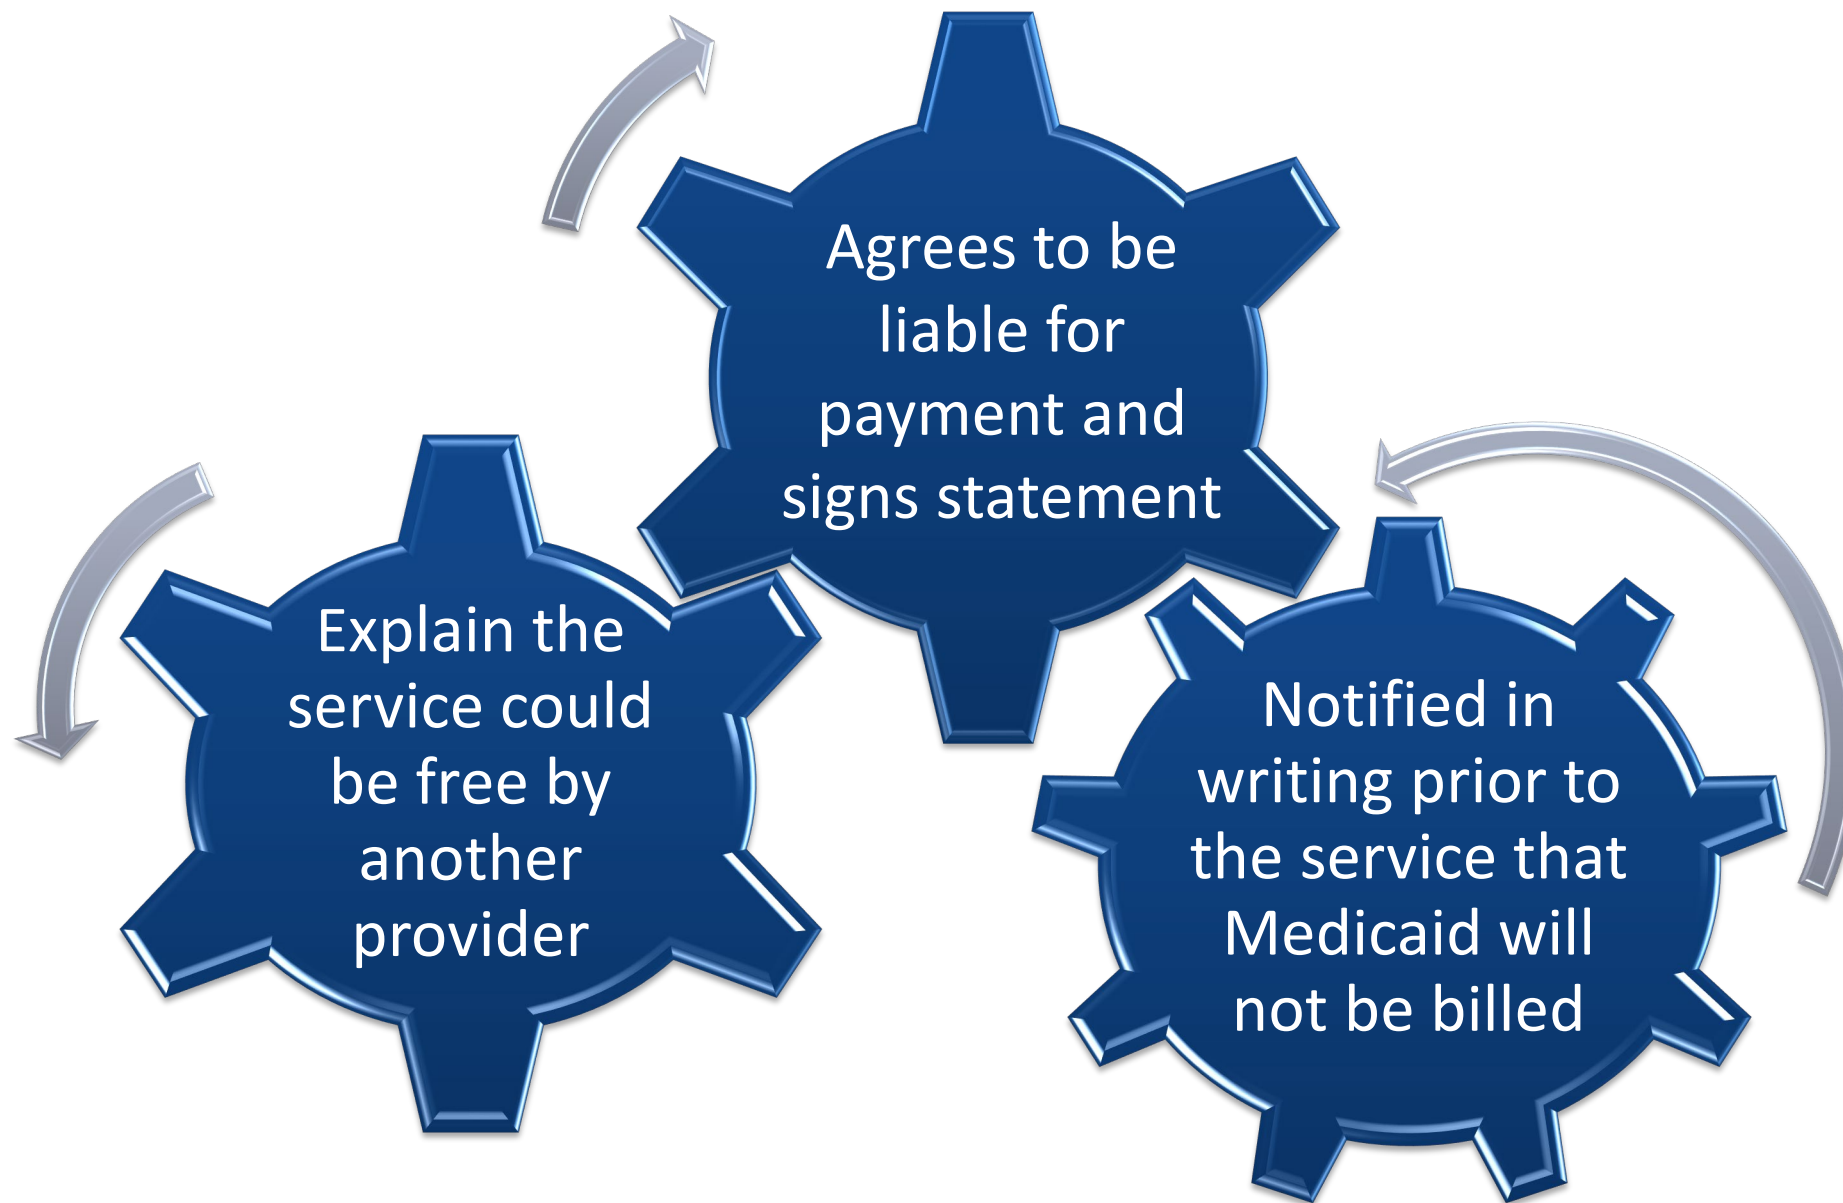 Agrees to be
liable for
payment and
signs statement
Explain the
service could
be free by
another
provider
Notified in
writing prior to
the service that
Medicaid will
not be billed